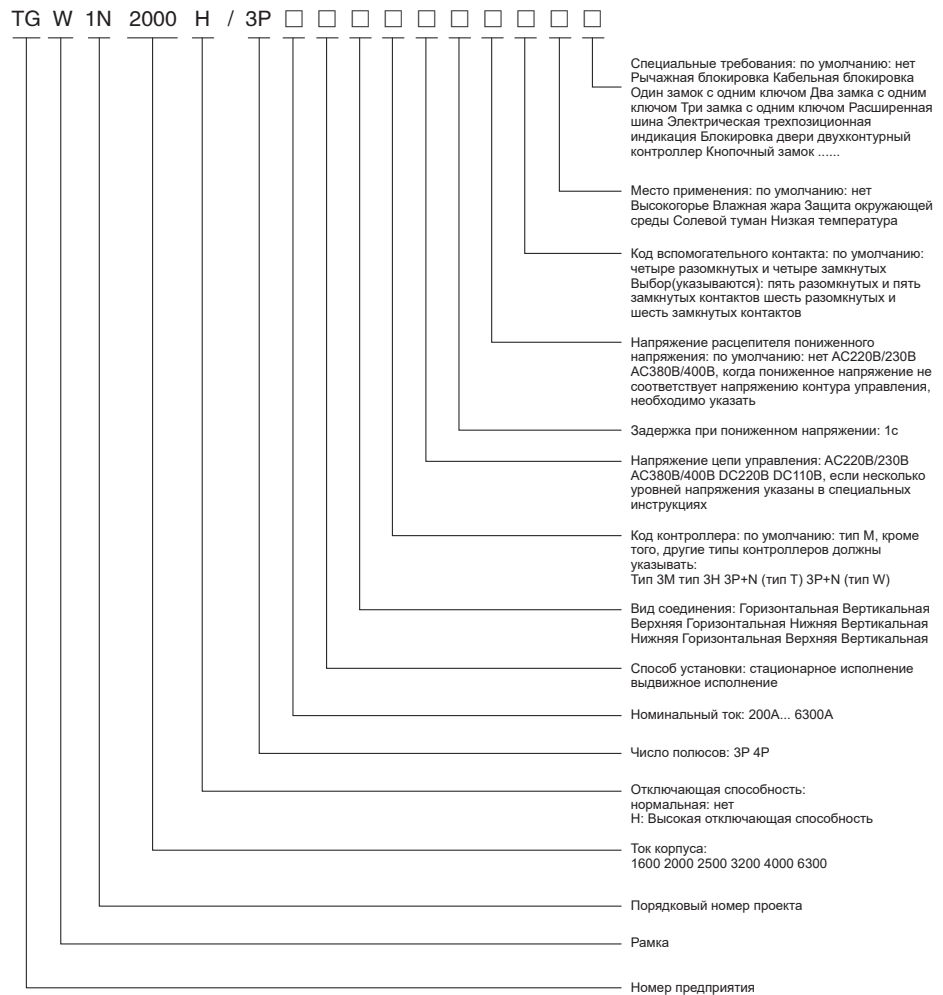 TG W 1N 2000 H / 3P □ □ □ □ □ □ □ □ □ □
Специальные требования: по умолчанию: нет
Рычажная блокировка Кабельная блокировка
Один замок с одним ключом Два замка с одним
ключом Три замка с одним ключом Расширенная
шина Электрическая трехпозиционная
индикация Блокировка двери двухконтурный
контроллер Кнопочный замок ......
Место применения: по умолчанию: нет
Высокогорье Влажная жара Защита окружающей
среды Солевой туман Низкая температура
Код вспомогательного контакта: по умолчанию:
четыре разомкнутых и четыре замкнутых
Выбор(указываются): пять разомкнутых и пять
замкнутых контактов шесть разомкнутых и
шесть замкнутых контактов
Напряжение расцепителя пониженного
напряжения: по умолчанию: нет AC220В/230В
AC380В/400В, когда пониженное напряжение не
соответствует напряжению контура управления,
необходимо указать
Задержка при пониженном напряжении: 1с
Напряжение цепи управления: AC220В/230В
AC380В/400В DC220В DC110В, если несколько
уровней напряжения указаны в специальных
инструкциях
Код контроллера: по умолчанию: тип М, кроме
того, другие типы контроллеров должны
указывать:
Тип 3М тип 3Н 3P+N (тип Т) 3P+N (тип W)
Вид соединения: Горизонтальная Вертикальная
Верхняя Горизонтальная Нижняя Вертикальная
Нижняя Горизонтальная Верхняя Вертикальная
Способ установки: стационарное исполнение
выдвижное исполнение
Номинальный ток: 200А... 6300А
Число полюсов: 3P 4P
Отключающая способность:
нормальная: нет
Н: Высокая отключающая способность
Ток корпуса:
1600 2000 2500 3200 4000 6300
Порядковый номер проекта
Рамка
Номер предприятия